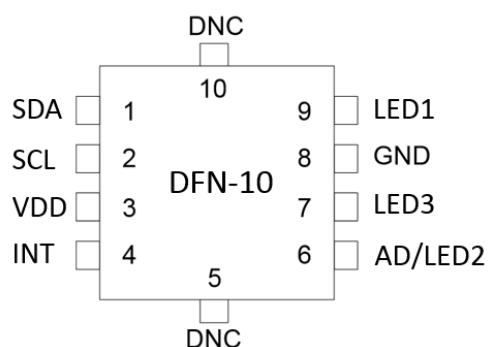 DNC
10
SDA 1 9 LED1
SCL 2 8 GND
DFN-10
VDD 3 7 LED3
INT 4 6 AD/LED2
5
DNC